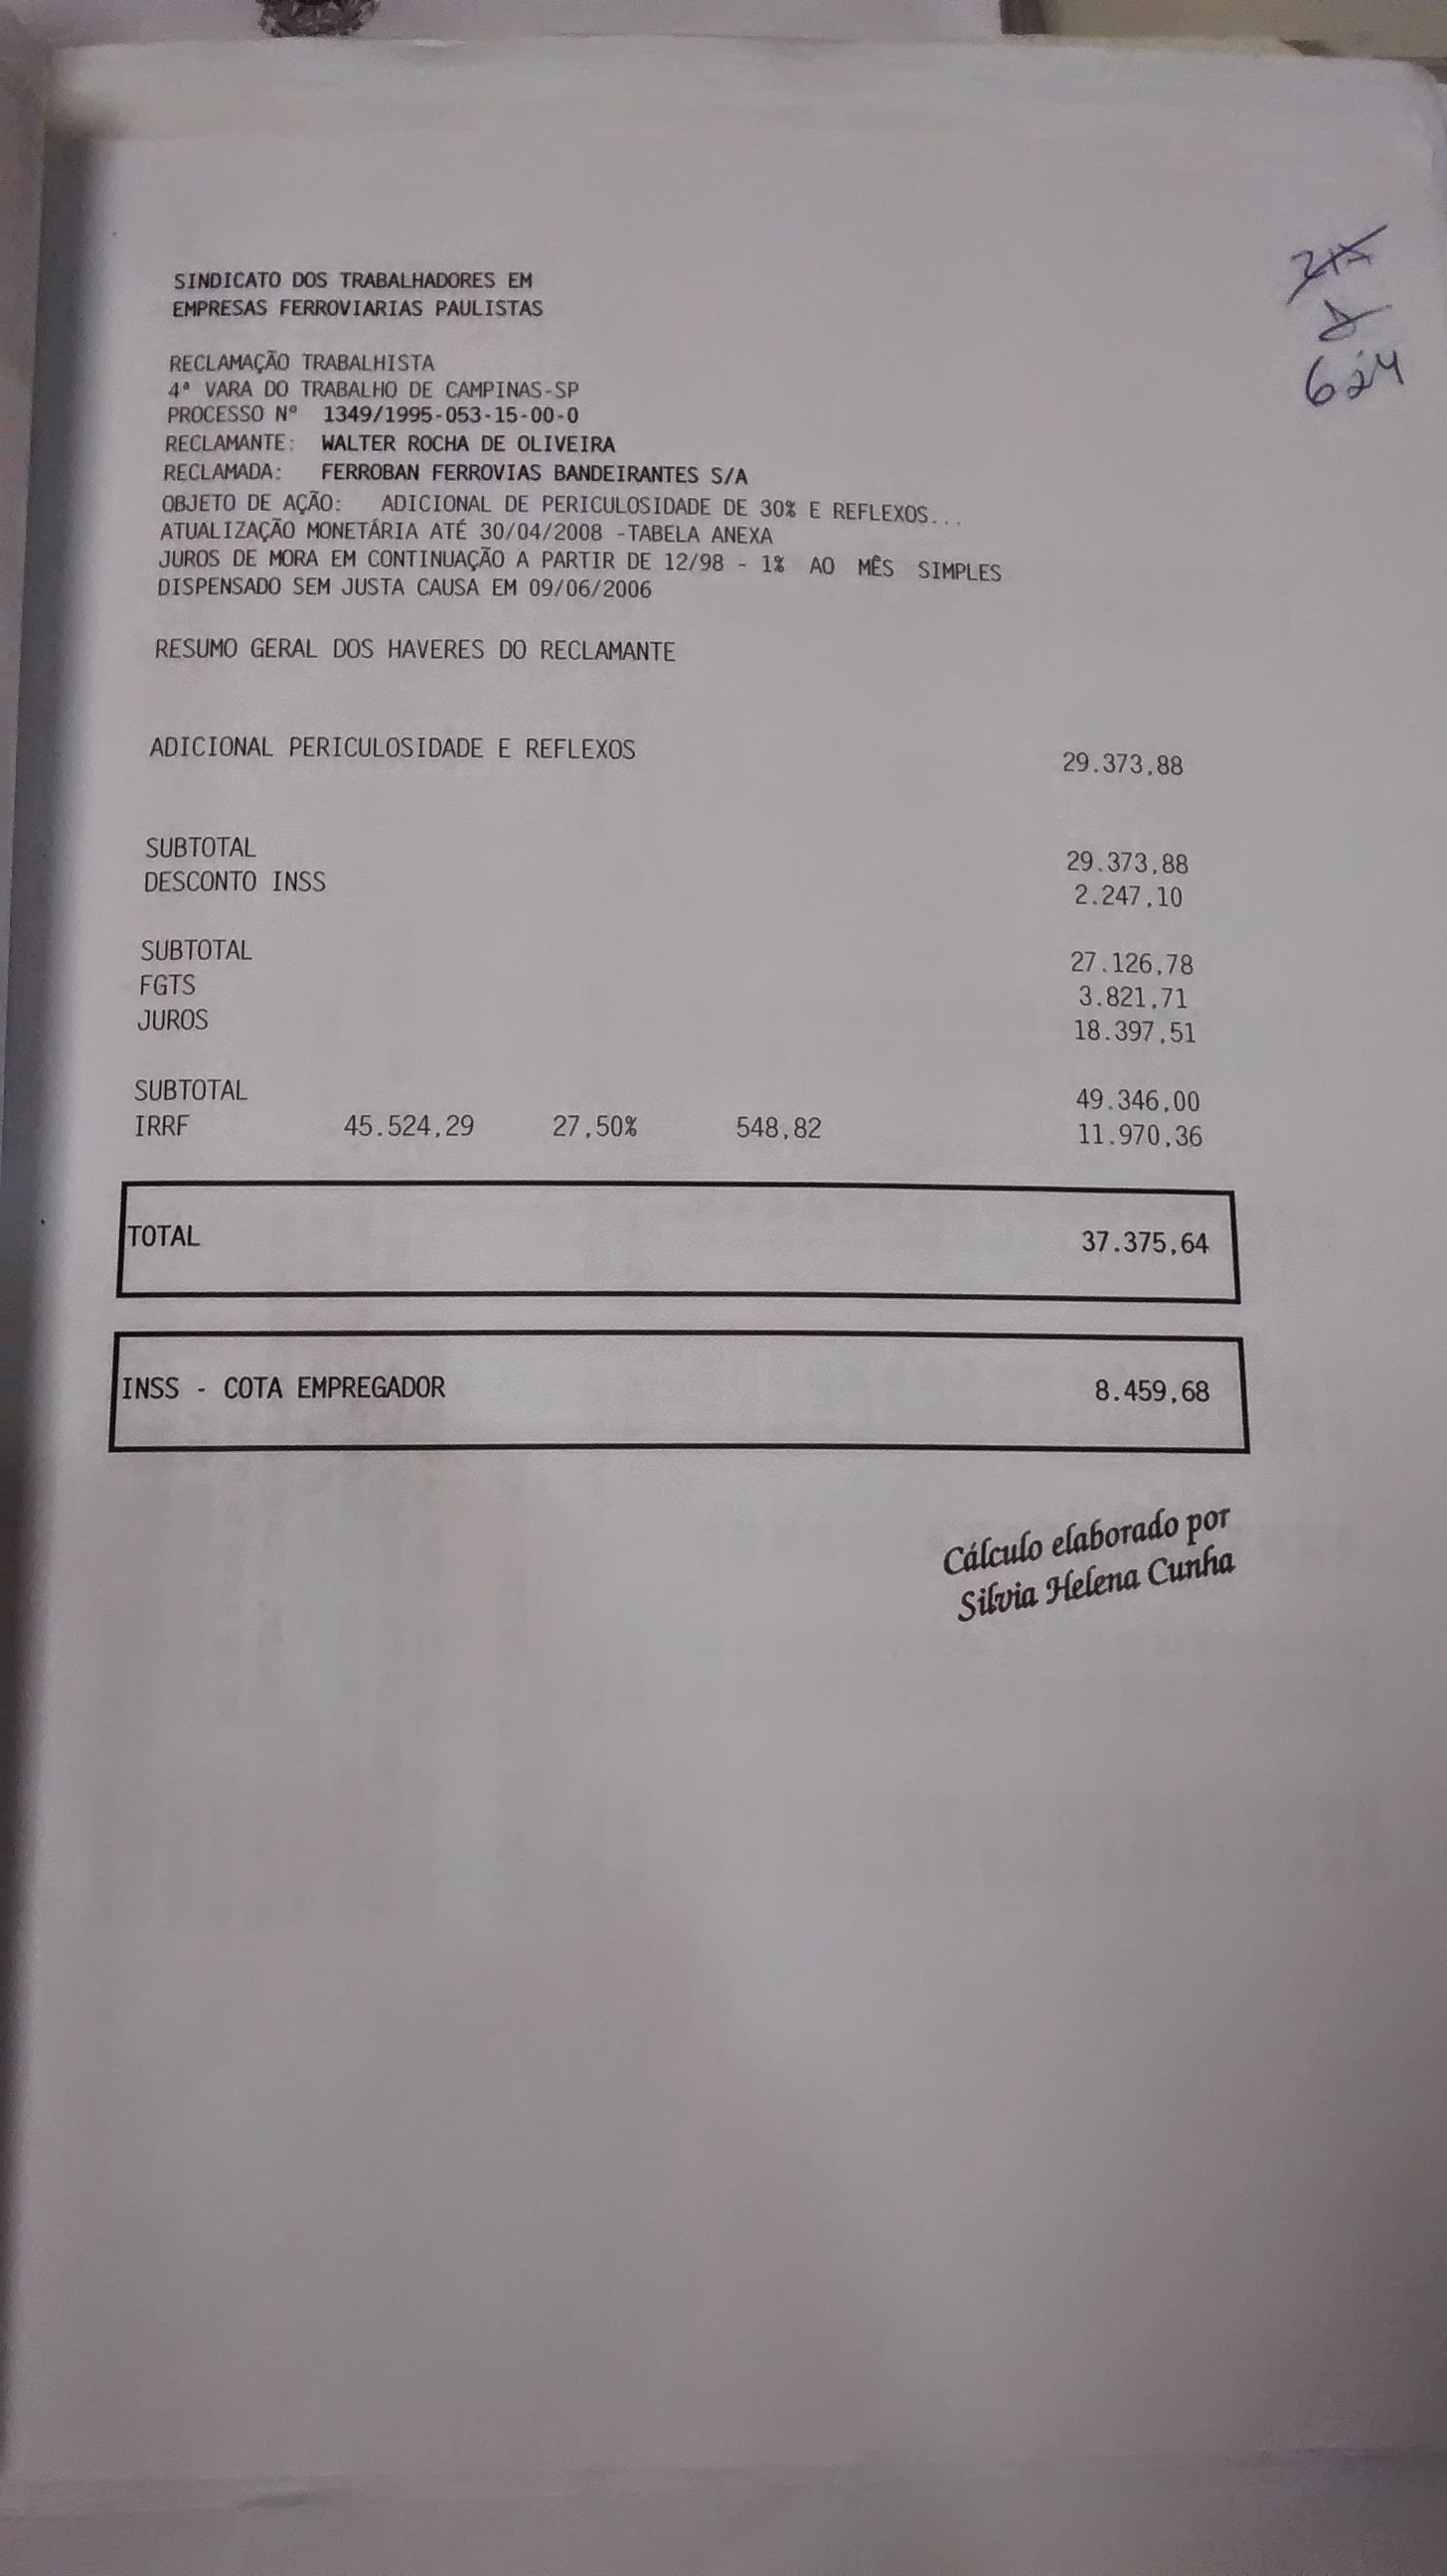 SINDICATO DOS TRABALHADORES EM
EMPRESAS FERROVIARIAS PAULISTAS
RECLAMAÇÃO TRABALHISTA
4ª VARA DO TRABALHO DE CAMPINAS-SP
PROCESSO Nº 1349/1995-053-15-00-0
RECLAMANTE: WALTER ROCHA DE OLIVEIRA
RECLAMADA: FERROBAN FERROVIAS BANDEIRANTES S/A
OBJETO DE AÇÃO: ADICIONAL DE PERICULOSIDADE DE 30% E REFLEXOS...
ATUALIZAÇÃO MONETÁRIA ATÉ 30/04/2008 -TABELA ANEXA
JUROS DE MORA EM CONTINUAÇÃO A PARTIR DE 12/98 - 1% AO MÊS SIMPLES
DISPENSADO SEM JUSTA CAUSA EM 09/06/2006
624
RESUMO GERAL DOS HAVERES DO RECLAMANTE
ADICIONAL PERICULOSIDADE E REFLEXOS 29.373,88
SUBTOTAL 29.373,88
DESCONTO INSS 2.247,10
SUBTOTAL 27.126,78
FGTS 3.821,71
JUROS 18.397,51
SUBTOTAL 49.346,00
IRRF 45.524,29 27,50% 548,82 11.970,36
TOTAL 37.375,64
INSS - COTA EMPREGADOR 8.459,68
Cálculo elaborado por
Silvia Helena Cunha